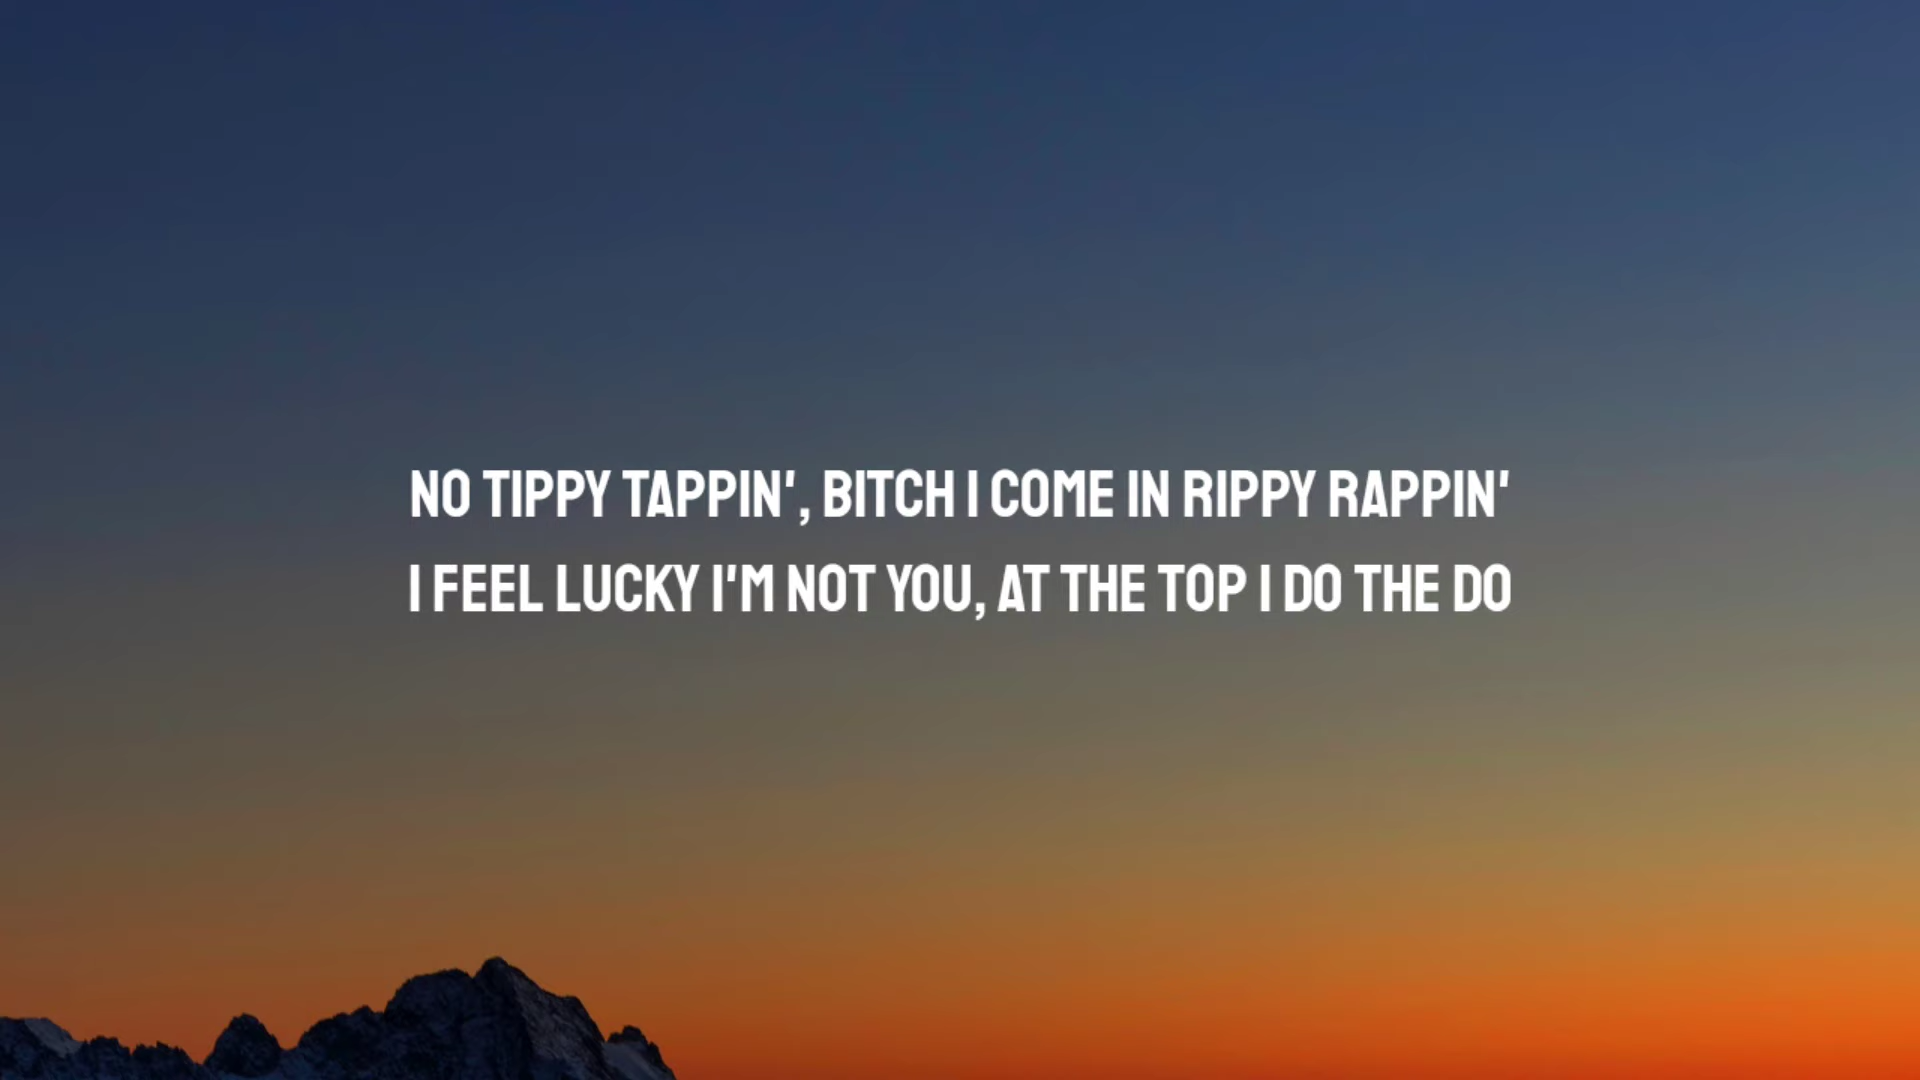 NO TIPPY TAPPIN', BITCH I COME IN RIPPY RAPPIN'
I FEEL LUCKY I'M NOT YOU, AT THE TOP I DO THE DO